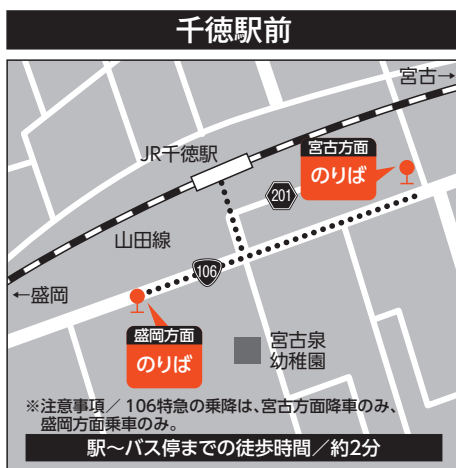 千徳駅前
宮古→
JR千徳駅
宮古方面
のりば
201
山田線
106
←盛岡
盛岡方面
のりば
宮古泉
幼稚園
※注意事項／106特急の乗降は、宮古方面降車のみ、
盛岡方面乗車のみ。
駅～バス停までの徒歩時間／約2分